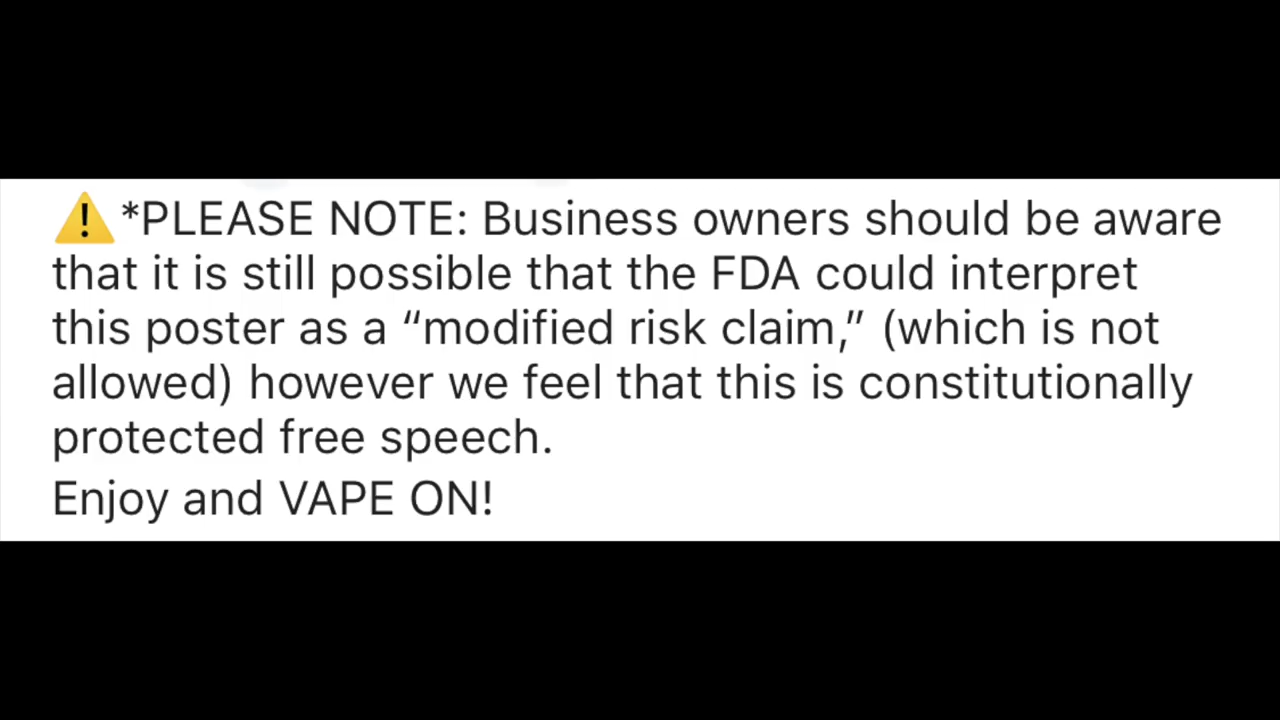 ⚠️*PLEASE NOTE: Business owners should be aware
that it is still possible that the FDA could interpret
this poster as a “modified risk claim,” (which is not
allowed) however we feel that this is constitutionally
protected free speech.
Enjoy and VAPE ON!